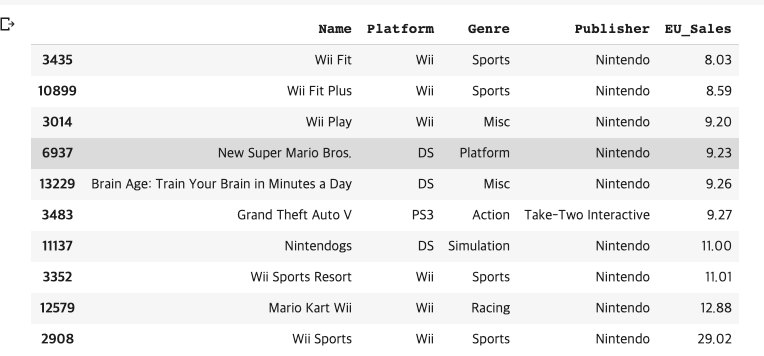 Name Platform Genre Publisher EU_Sales
3435 Wii Fit Wii Sports Nintendo 8.03
10899 Wii Fit Plus Wii Sports Nintendo 8.59
3014 Wii Play Wii Misc Nintendo 9.20
6937 New Super Mario Bros. DS Platform Nintendo 9.23
13229 Brain Age: Train Your Brain in Minutes a Day DS Misc Nintendo 9.26
3483 Grand Theft Auto V PS3 Action Take-Two Interactive 9.27
11137 Nintendogs DS Simulation Nintendo 11.00
3352 Wii Sports Resort Wii Sports Nintendo 11.01
12579 Mario Kart Wii Wii Racing Nintendo 12.88
2908 Wii Sports Wii Sports Nintendo 29.02